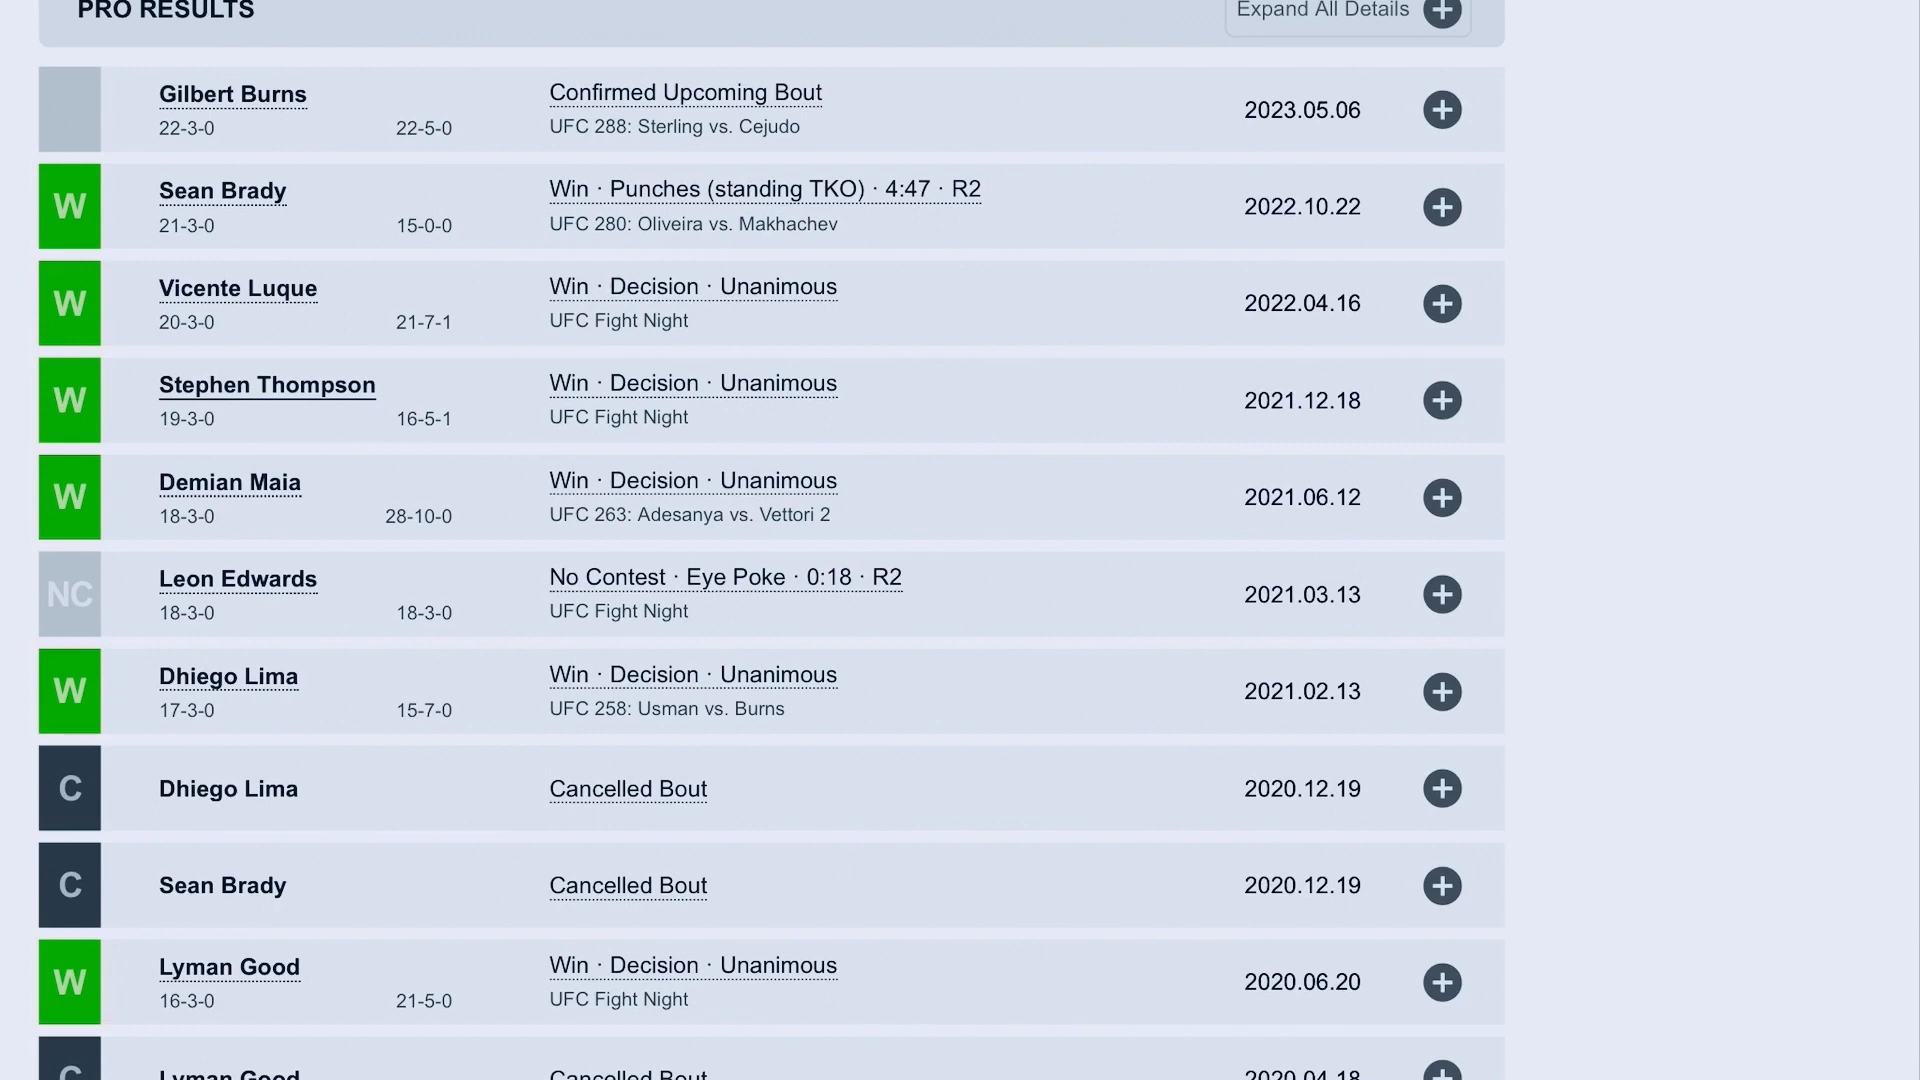 PRO RESULTS
Expand All Details
Gilbert Burns
Confirmed Upcoming Bout
22-3-0 22-5-0
UFC 288: Sterling vs. Cejudo
2023.05.06
W
Sean Brady
Win · Punches (standing TKO) · 4:47 · R2
21-3-0 15-0-0
UFC 280: Oliveira vs. Makhachev
2022.10.22
W
Vicente Luque
Win · Decision · Unanimous
20-3-0 21-7-1
UFC Fight Night
2022.04.16
W
Stephen Thompson
Win · Decision · Unanimous
19-3-0 16-5-1
UFC Fight Night
2021.12.18
W
Demian Maia
Win · Decision · Unanimous
18-3-0 28-10-0
UFC 263: Adesanya vs. Vettori 2
2021.06.12
NC
Leon Edwards
No Contest · Eye Poke · 0:18 · R2
18-3-0 18-3-0
UFC Fight Night
2021.03.13
W
Dhiego Lima
Win · Decision · Unanimous
17-3-0 15-7-0
UFC 258: Usman vs. Burns
2021.02.13
C
Dhiego Lima
Cancelled Bout
2020.12.19
C
Sean Brady
Cancelled Bout
2020.12.19
W
Lyman Good
Win · Decision · Unanimous
16-3-0 21-5-0
UFC Fight Night
2020.06.20
C
Lyman Good
Cancelled Bout
2020.04.18